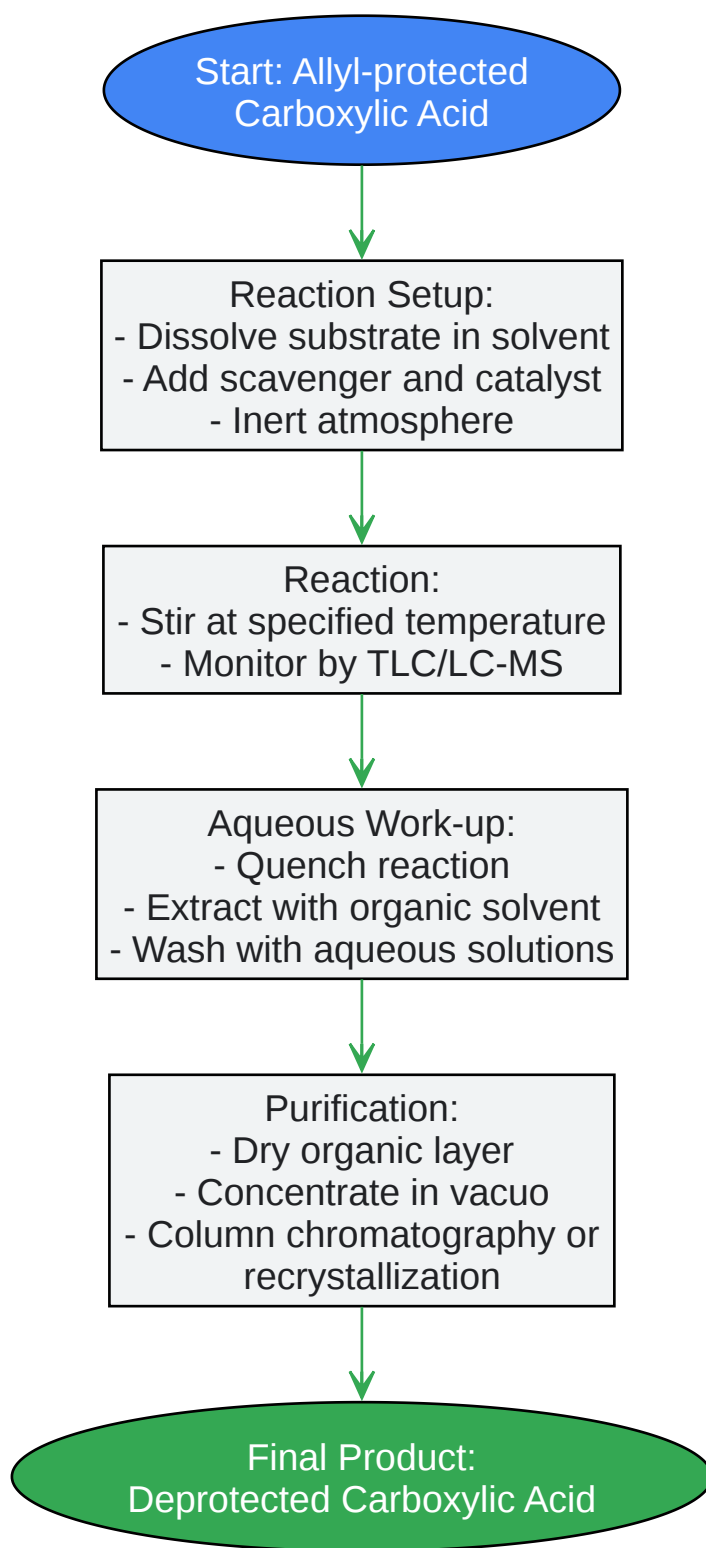 Start: Allyl-protected
Carboxylic Acid
Reaction Setup:
- Dissolve substrate in solvent
- Add scavenger and catalyst
- Inert atmosphere
Reaction:
- Stir at specified temperature
- Monitor by TLC/LC-MS
Aqueous Work-up:
- Quench reaction
- Extract with organic solvent
- Wash with aqueous solutions
Purification:
- Dry organic layer
- Concentrate in vacuo
- Column chromatography or
recrystallization
Final Product:
Deprotected Carboxylic Acid